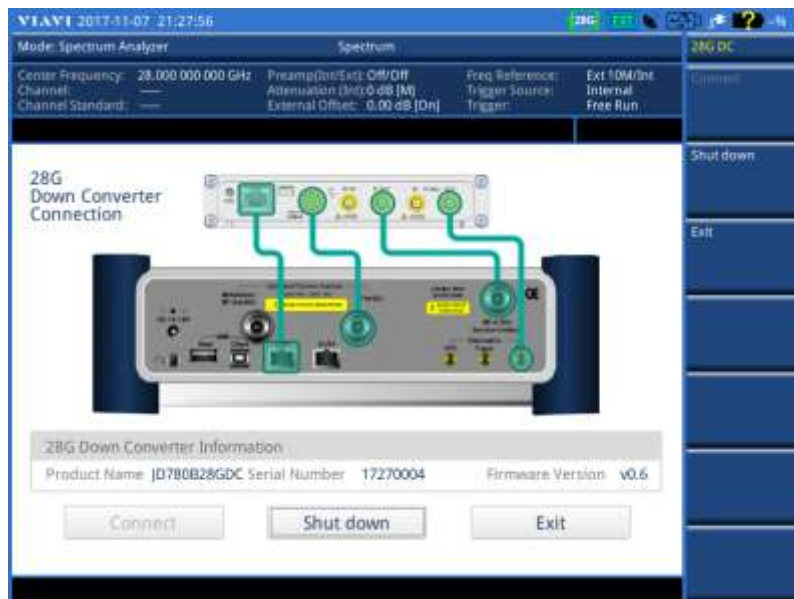 VIAVI 2017-11-07 21:27:56
28G EXT
Mode: Spectrum Analyzer Spectrum 28G DC
Center Frequency: 28.000 000 000 GHz Preamp(Int/Ext): Off/Off Freq Reference: Ext 10M/Int
Channel: --- Attenuation (Int): 0 dB [M] Trigger Source: Internal
Channel Standard: --- External Offset: 0.00 dB [On] Trigger: Free Run
Connect
Shut down
Exit
28G
Down Converter
Connection
28G Down Converter Information
Product Name JD780B28GDC Serial Number 17270004 Firmware Version v0.6
Connect Shut down Exit